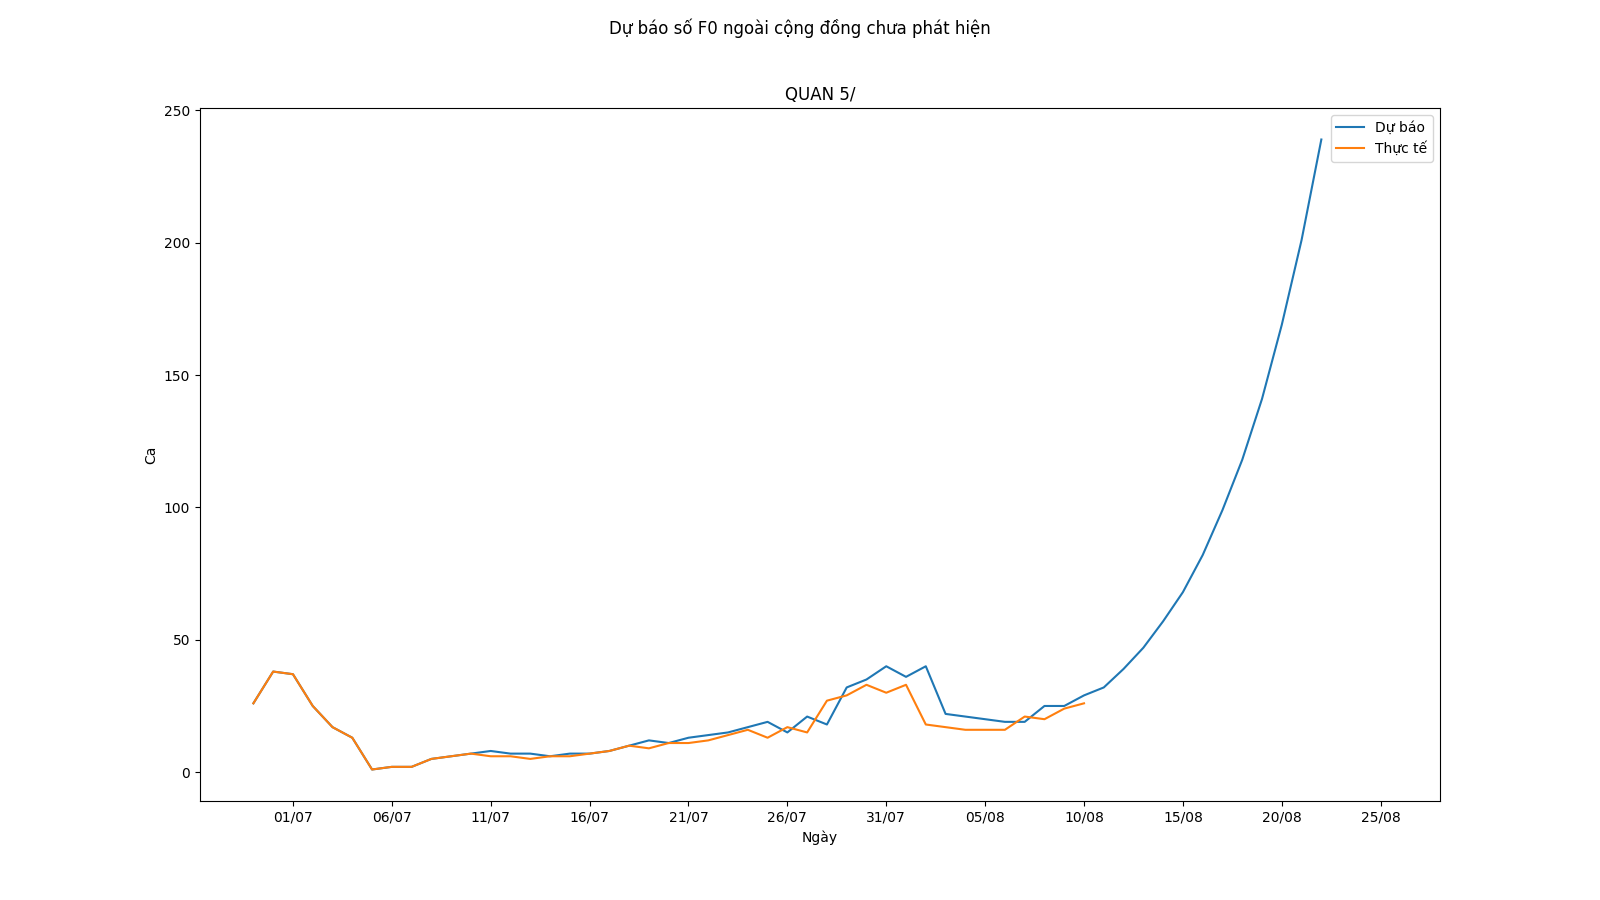 Dự báo số F0 ngoài cộng đồng chưa phát hiện
QUAN 5/
Dự báo
Thực tế
250
200
150
100
50
0
Ca
01/07 06/07 11/07 16/07 21/07 26/07 31/07 05/08 10/08 15/08 20/08 25/08
Ngày